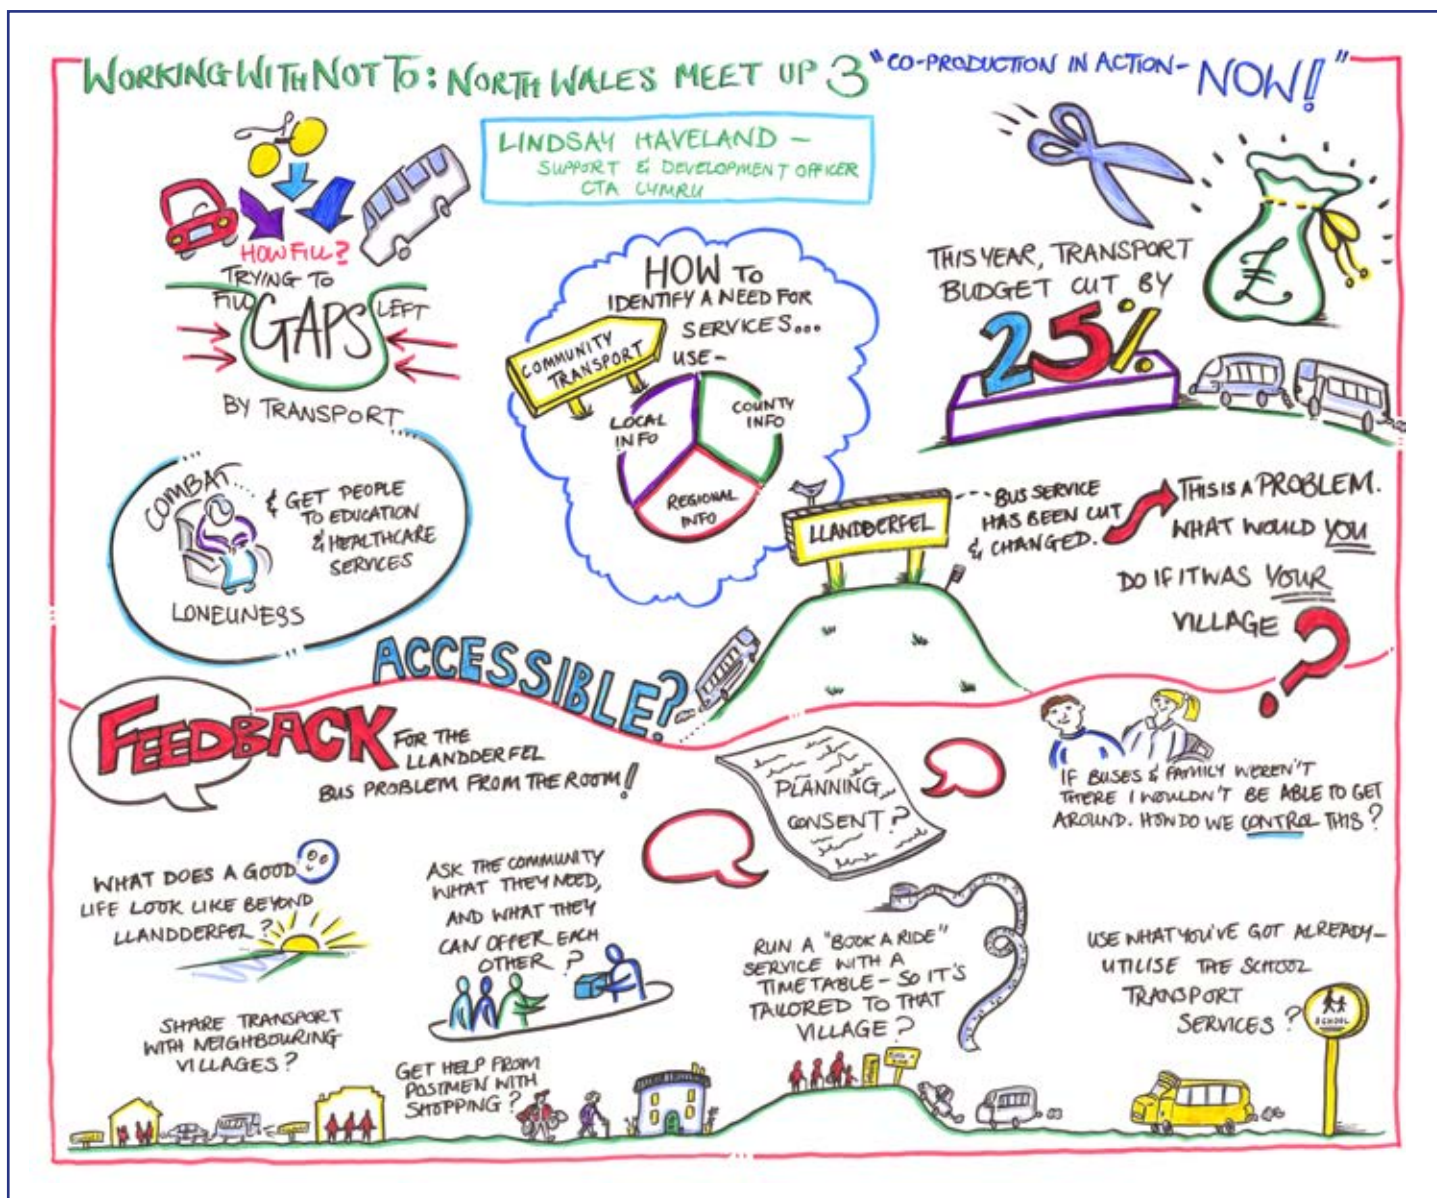 WORKING WITH NOT TO: NORTH WALES MEET UP 3 "CO-PRODUCTION IN ACTION- NOW!"
LINDSAY HAVELAND –
SUPPORT & DEVELOPMENT OFFICER
CTA CYMRU
HOW FILL?
TRYING TO
FILL GAPS LEFT
BY TRANSPORT
HOW TO
IDENTIFY A NEED FOR
SERVICES...
USE –
COMMUNITY
TRANSPORT
LOCAL
INFO
COUNTY
INFO
REGIONAL
INFO
THIS YEAR, TRANSPORT
BUDGET CUT BY
25%
£
COMBAT...
LONELINESS
& GET PEOPLE
TO EDUCATION
& HEALTHCARE
SERVICES
LLANDDERFEL
BUS SERVICE
HAS BEEN CUT
& CHANGED.
THIS IS A PROBLEM.
WHAT WOULD YOU
DO IF IT WAS YOUR
VILLAGE ?
ACCESSIBLE?
FEEDBACK FOR THE
LLANDDERFEL
BUS PROBLEM FROM THE ROOM!
PLANNING
CONSENT?
IF BUSES & FAMILY WEREN'T
THERE I WOULDN'T BE ABLE TO GET
AROUND. HOW DO WE CONTROL THIS?
WHAT DOES A GOOD
LIFE LOOK LIKE BEYOND
LLANDDERFEL?
ASK THE COMMUNITY
WHAT THEY NEED,
AND WHAT THEY
CAN OFFER EACH
OTHER?
RUN A "BOOK A RIDE"
SERVICE WITH A
TIMETABLE – SO IT'S
TAILORED TO THAT
VILLAGE?
USE WHAT YOU'VE GOT ALREADY –
UTILISE THE SCHOOL
TRANSPORT
SERVICES?
SCHOOL
SHARE TRANSPORT
WITH NEIGHBOURING
VILLAGES?
GET HELP FROM
POSTMEN WITH
SHOPPING?